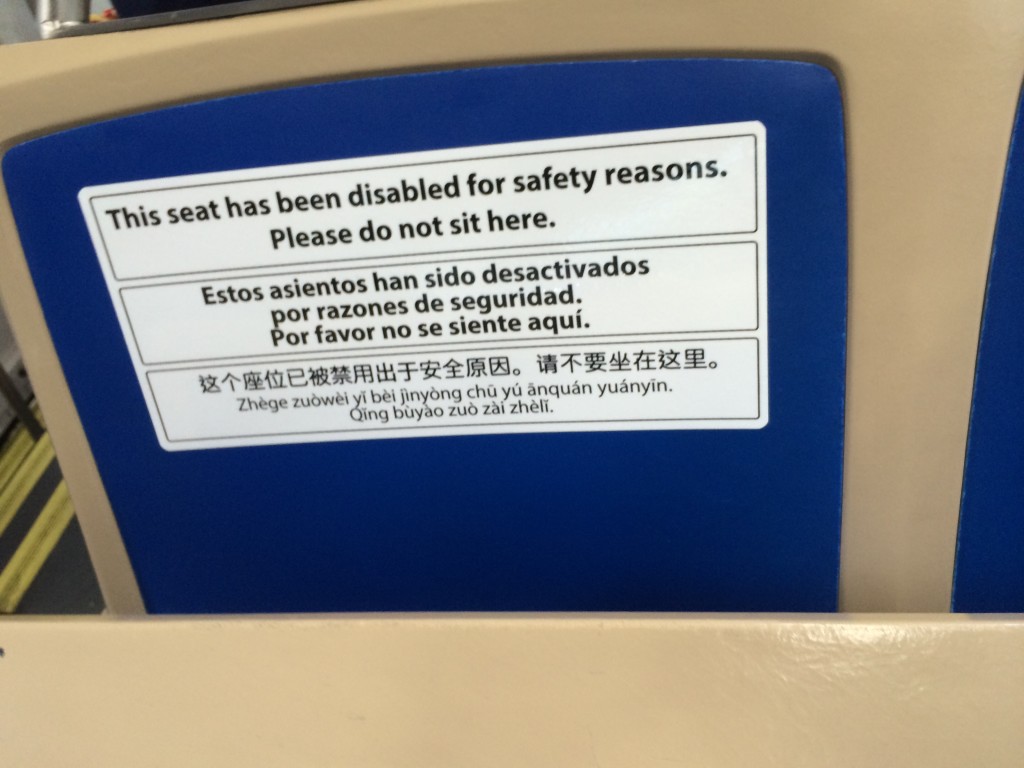 This seat has been disabled for safety reasons.
Please do not sit here.
Estos asientos han sido desactivados
por razones de seguridad.
Por favor no se siente aquí.
这个座位已被禁用出于安全原因。请不要坐在这里。
Zhège zuòwèi yǐ bèi jìnyòng chū yú ānquán yuányīn.
Qǐng bùyào zuò zài zhèlǐ.